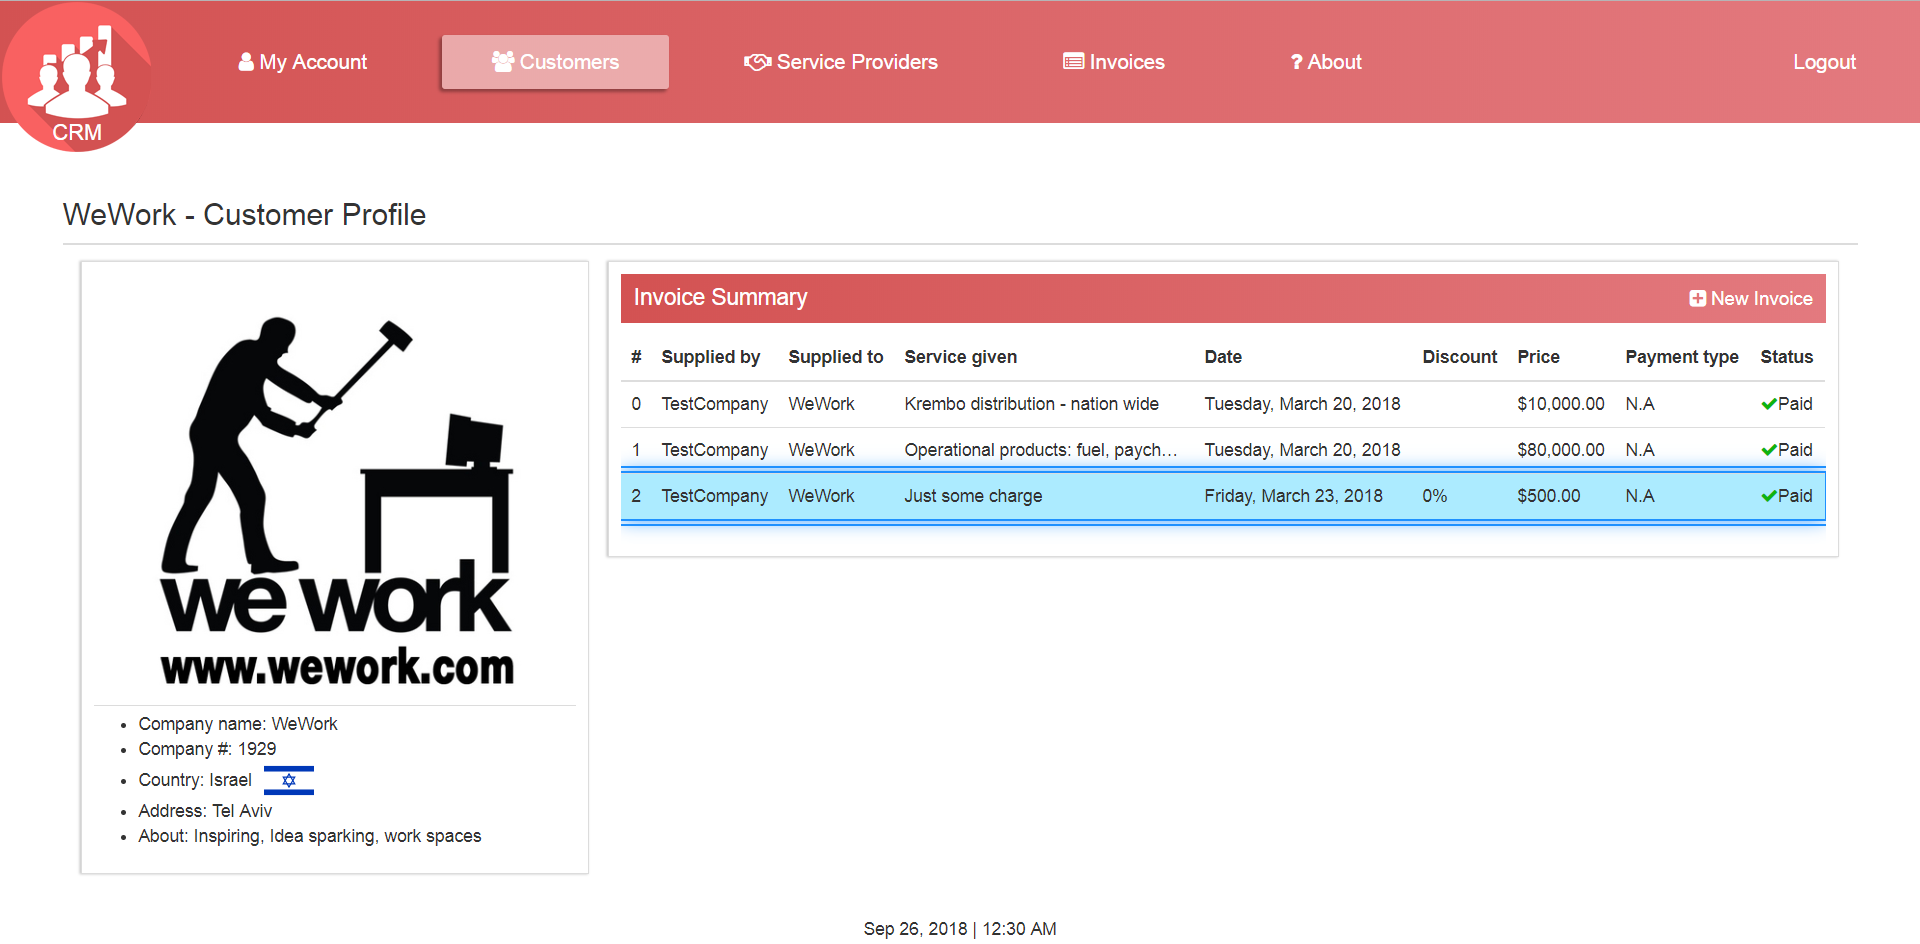 My Account Customers Service Providers Invoices ? About Logout
CRM
WeWork - Customer Profile
Invoice Summary New Invoice
# Supplied by Supplied to Service given Date Discount Price Payment type Status
0 TestCompany WeWork Krembo distribution - nation wide Tuesday, March 20, 2018 $10,000.00 N.A Paid
1 TestCompany WeWork Operational products: fuel, paych... Tuesday, March 20, 2018 $80,000.00 N.A Paid
2 TestCompany WeWork Just some charge Friday, March 23, 2018 0% $500.00 N.A Paid
we work
www.wework.com
Company name: WeWork
Company #: 1929
Country: Israel
Address: Tel Aviv
About: Inspiring, Idea sparking, work spaces
Sep 26, 2018 | 12:30 AM